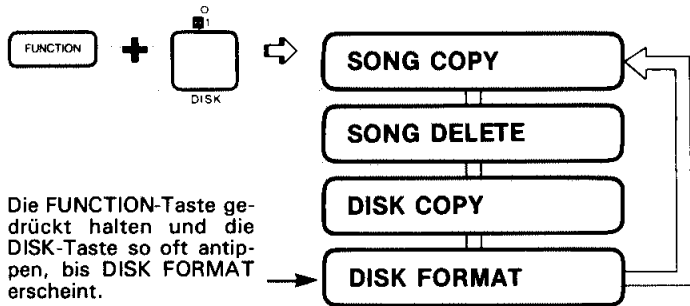 FUNCTION
1
DISK
SONG COPY
SONG DELETE
DISK COPY
DISK FORMAT
Die FUNCTION-Taste ge-
drückt halten und die
DISK-Taste so oft antip-
pen, bis DISK FORMAT
erscheint.